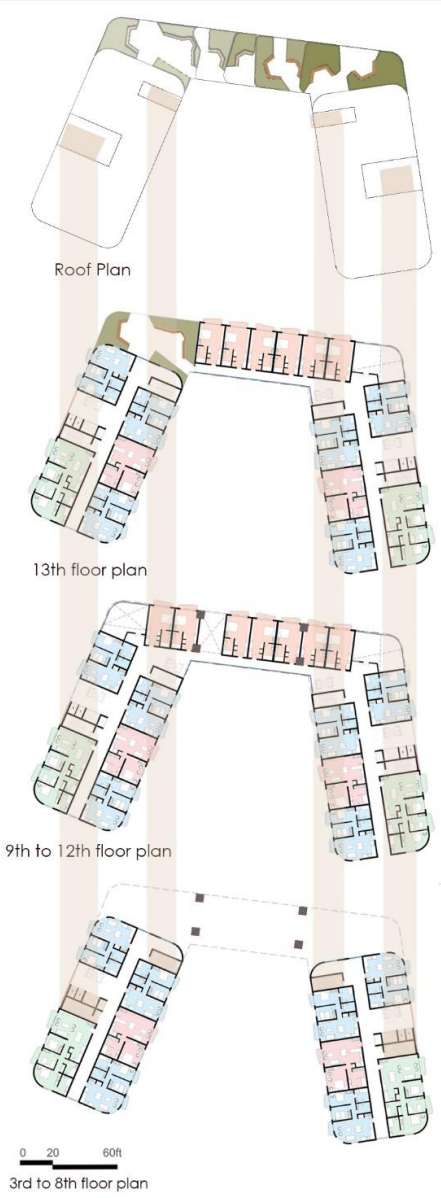 Roof Plan
13th floor plan
9th to 12th floor plan
0 20 60ft
3rd to 8th floor plan